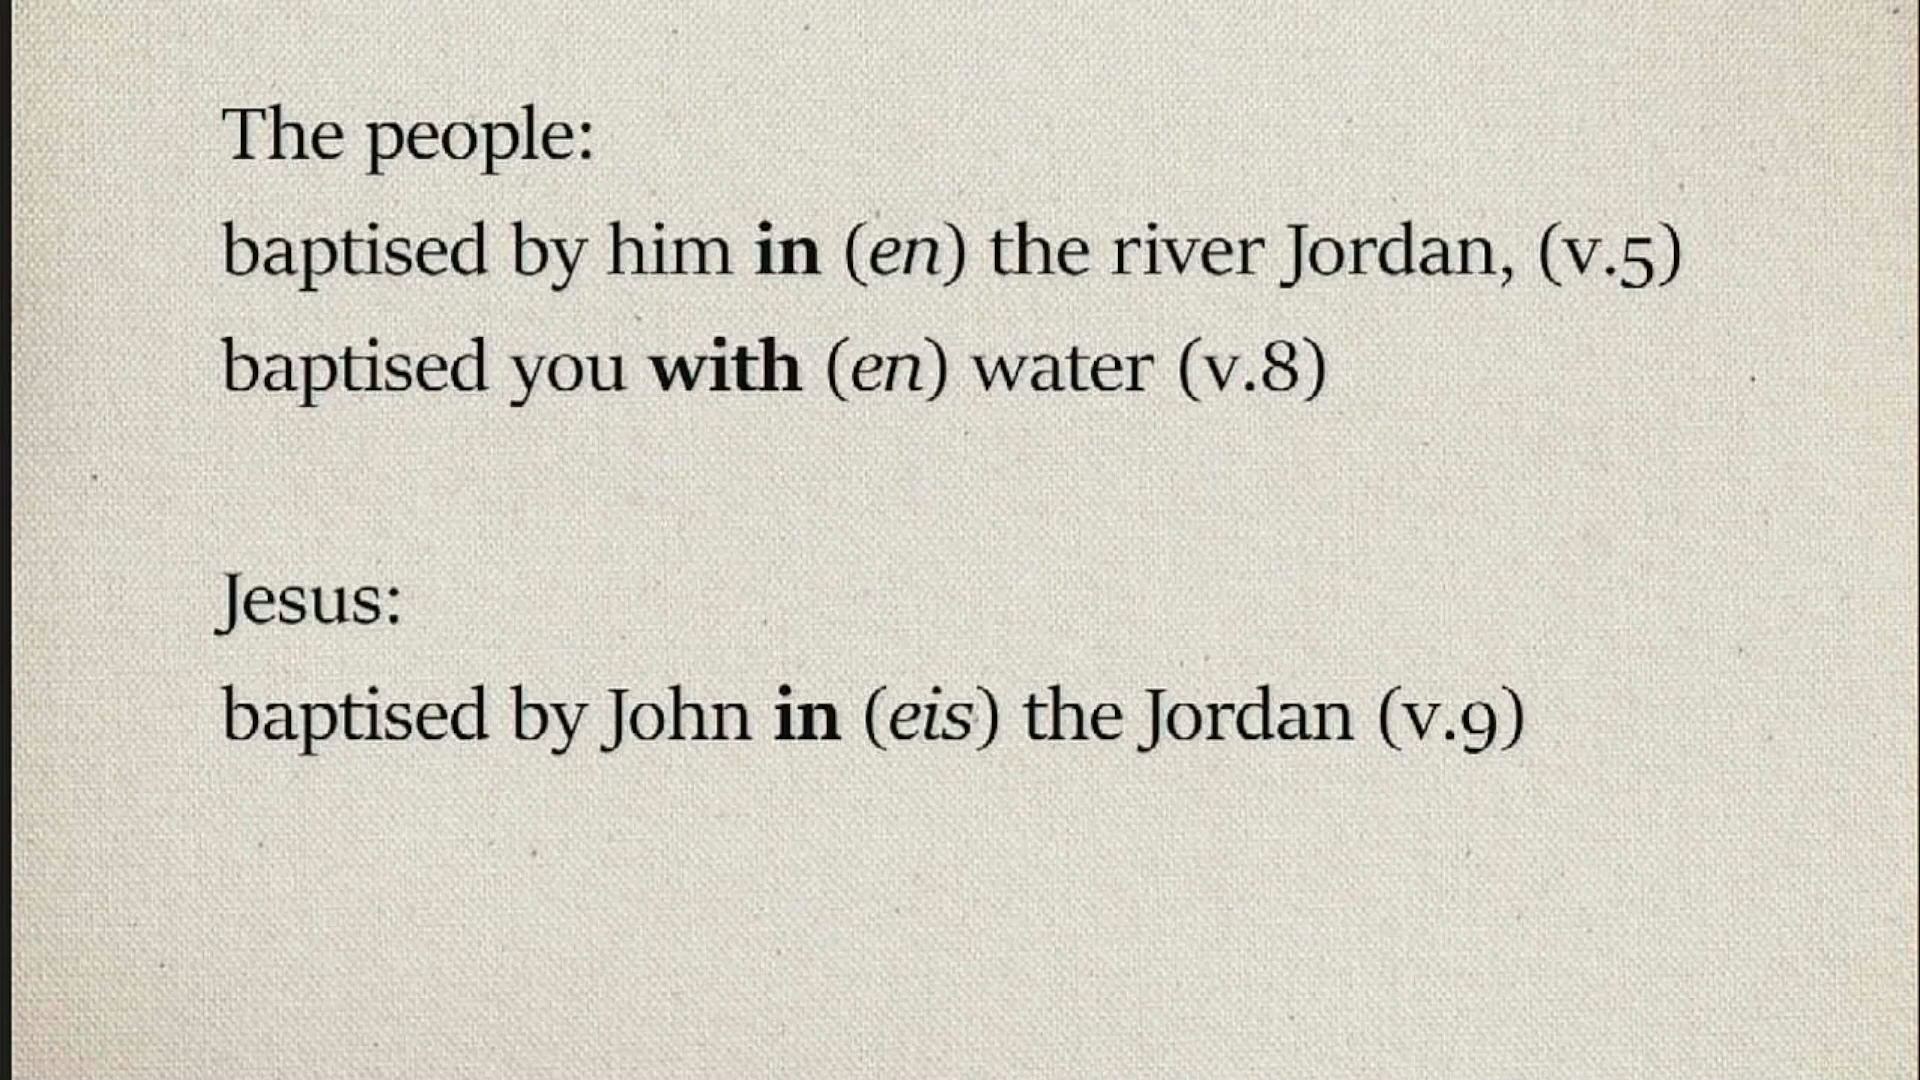 The people:
baptised by him in (en) the river Jordan, (v.5)
baptised you with (en) water (v.8)
Jesus:
baptised by John in (eis) the Jordan (v.9)